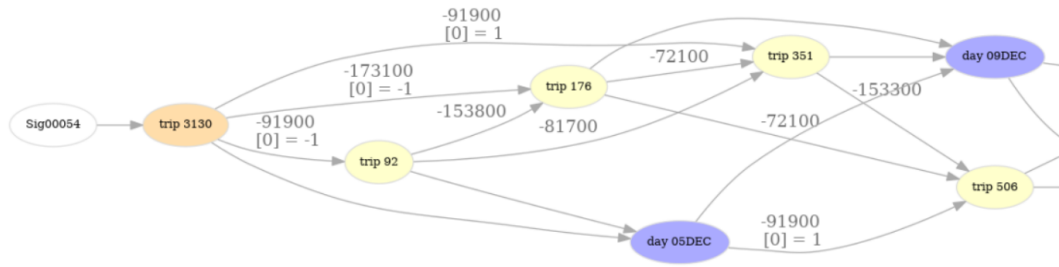 -91900
[0] = 1
-173100
[0] = -1
-72100
trip 351
day 09DEC
trip 176
-153300
Sig00054
trip 3130
-91900
[0] = -1
-153800
-81700
-72100
trip 92
trip 506
day 05DEC
-91900
[0] = 1